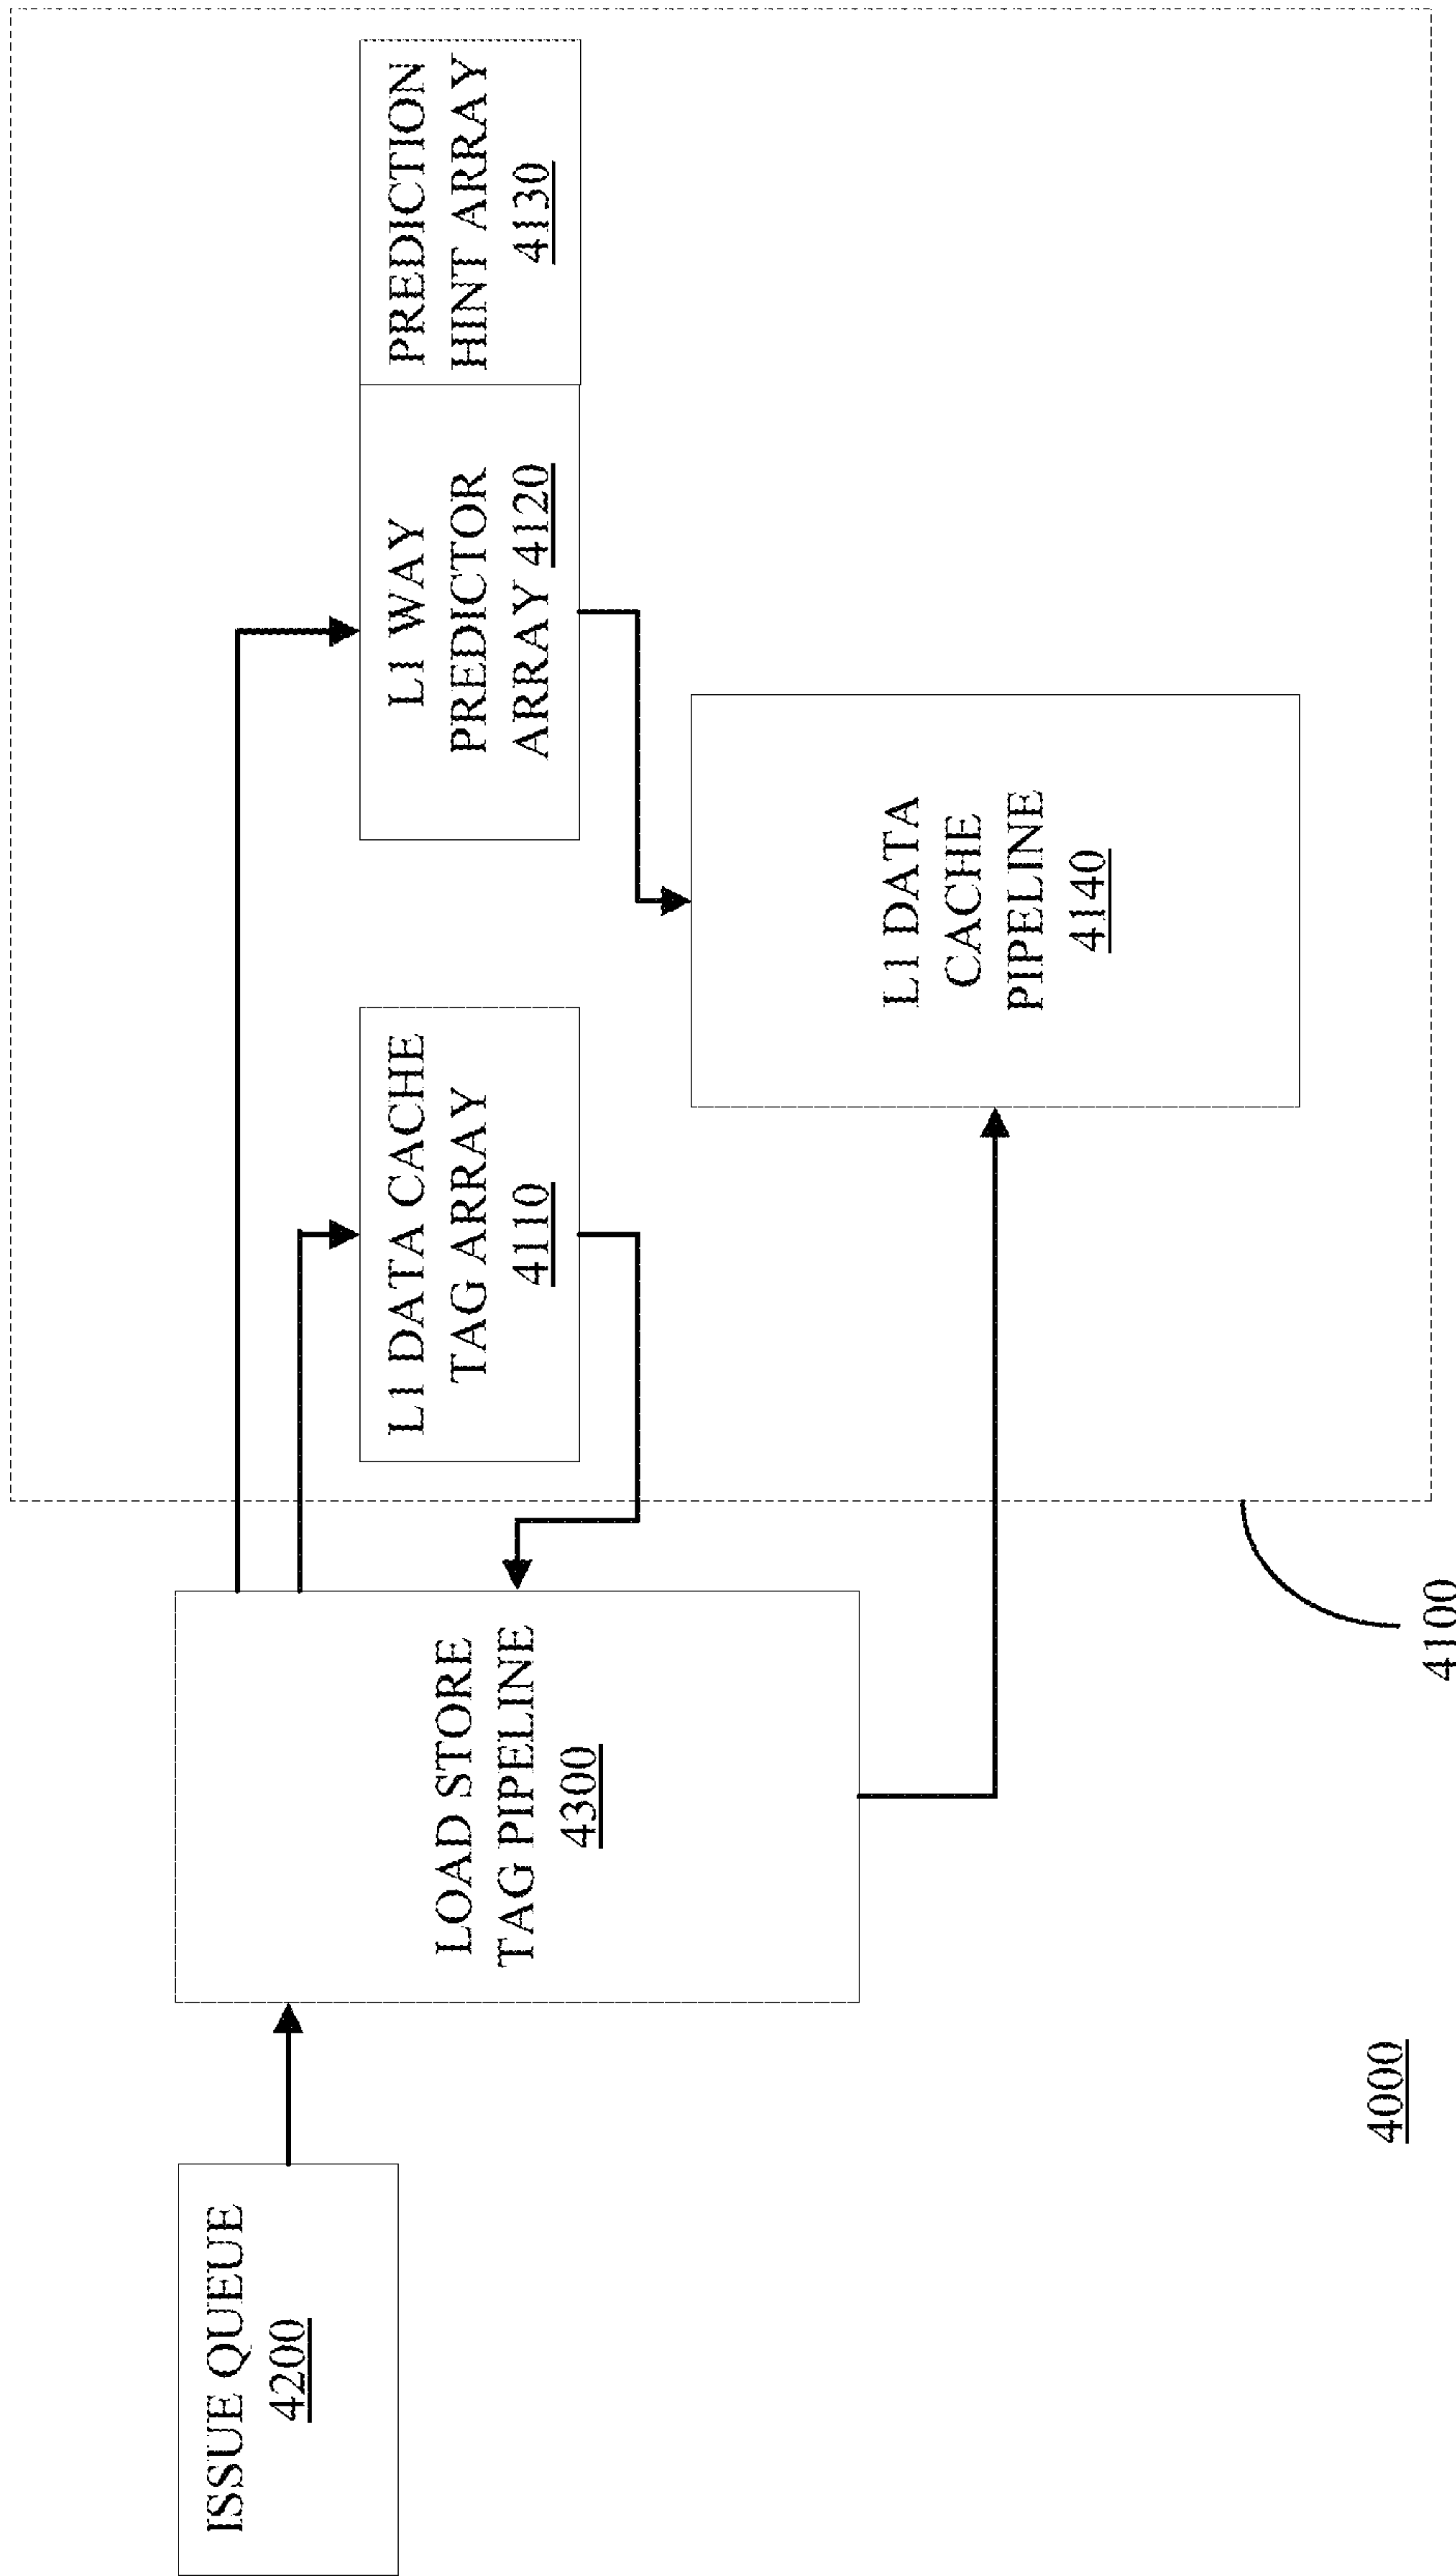 ISSUE QUEUE
4200
LOAD STORE
TAG PIPELINE
4300
L1 DATA CACHE
TAG ARRAY
4110
L1 WAY
PREDICTOR
ARRAY 4120
PREDICTION
HINT ARRAY
4130
L1 DATA
CACHE
PIPELINE
4140
4100
4000